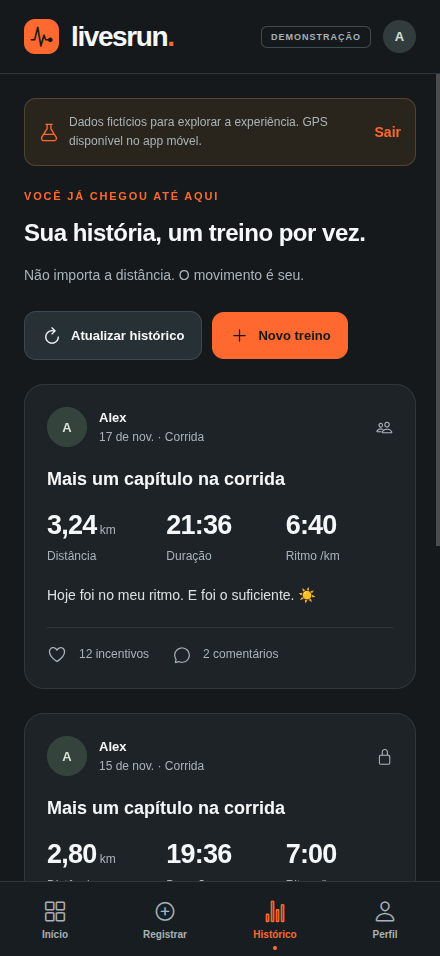 livesrun.
DEMONSTRAÇÃO
A
Dados fictícios para explorar a experiência. GPS
disponível no app móvel.
Sair
VOCÊ JÁ CHEGOU ATÉ AQUI
Sua história, um treino por vez.
Não importa a distância. O movimento é seu.
Atualizar histórico
Novo treino
A
Alex
17 de nov. · Corrida
Mais um capítulo na corrida
3,24 km
21:36
6:40
Distância
Duração
Ritmo /km
Hoje foi no meu ritmo. E foi o suficiente. ☀️
12 incentivos
2 comentários
A
Alex
15 de nov. · Corrida
Mais um capítulo na corrida
2,80 km
19:36
7:00
Início
Registrar
Histórico
Perfil